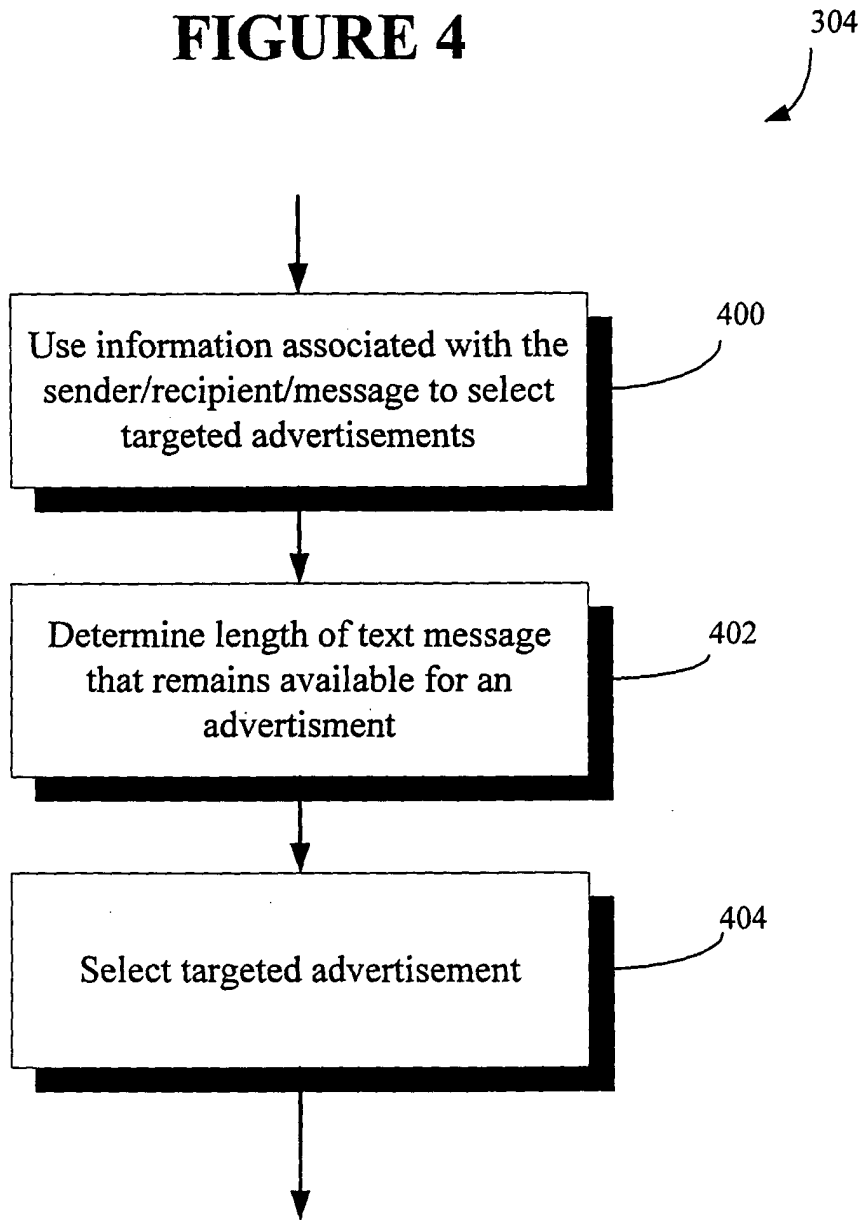 FIGURE 4
304
Use information associated with the
sender/recipient/message to select
targeted advertisements
400
Determine length of text message
that remains available for an
advertisment
402
Select targeted advertisement
404